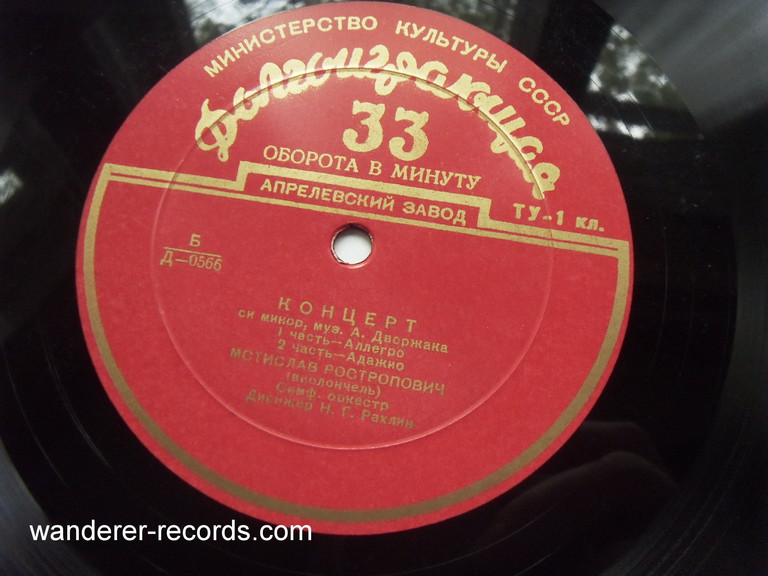 МИНИСТЕРСТВО КУЛЬТУРЫ СССР
Долгоиграющая
33
ОБОРОТА В МИНУТУ
АПРЕЛЕВСКИЙ ЗАВОД
ТУ-1 кл.
Б
Д—0566
КОНЦЕРТ
си минор, муз. А. Дворжака
1 часть—Аллегро
2 часть—Адажио
МСТИСЛАВ РОСТРОПОВИЧ
(виолончель)
Симф. оркестр
Дирижер Н. Г. Рахлин
wanderer-records.com